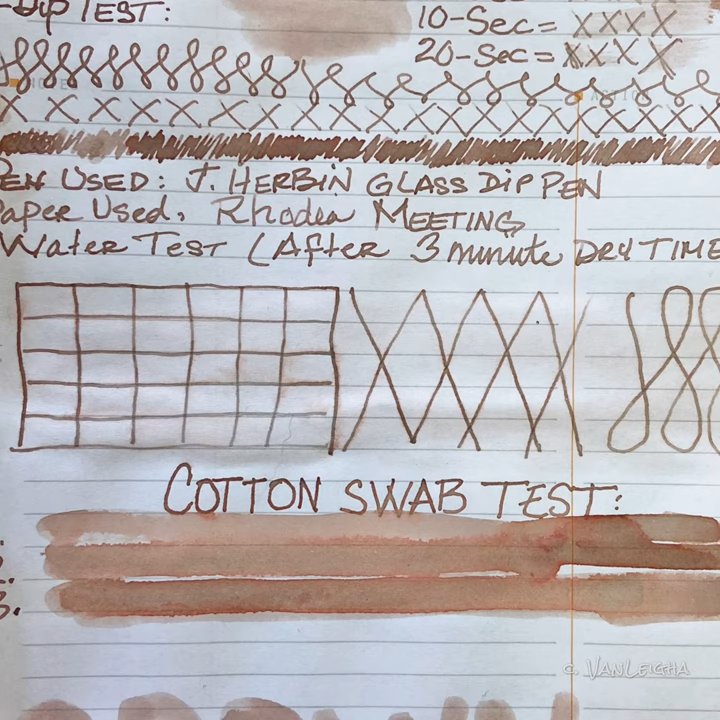 -Dip TEST:
10-Sec= XXXX
20-Sec= XXXX
PEN USED: J. HERBIN GLASS DIP PEN
Paper Used: Rhodia MEETING
Water TEST (After 3 minute DRY TIME
COTTON SWAB TEST:
2.
3.
© VANLEIGHA